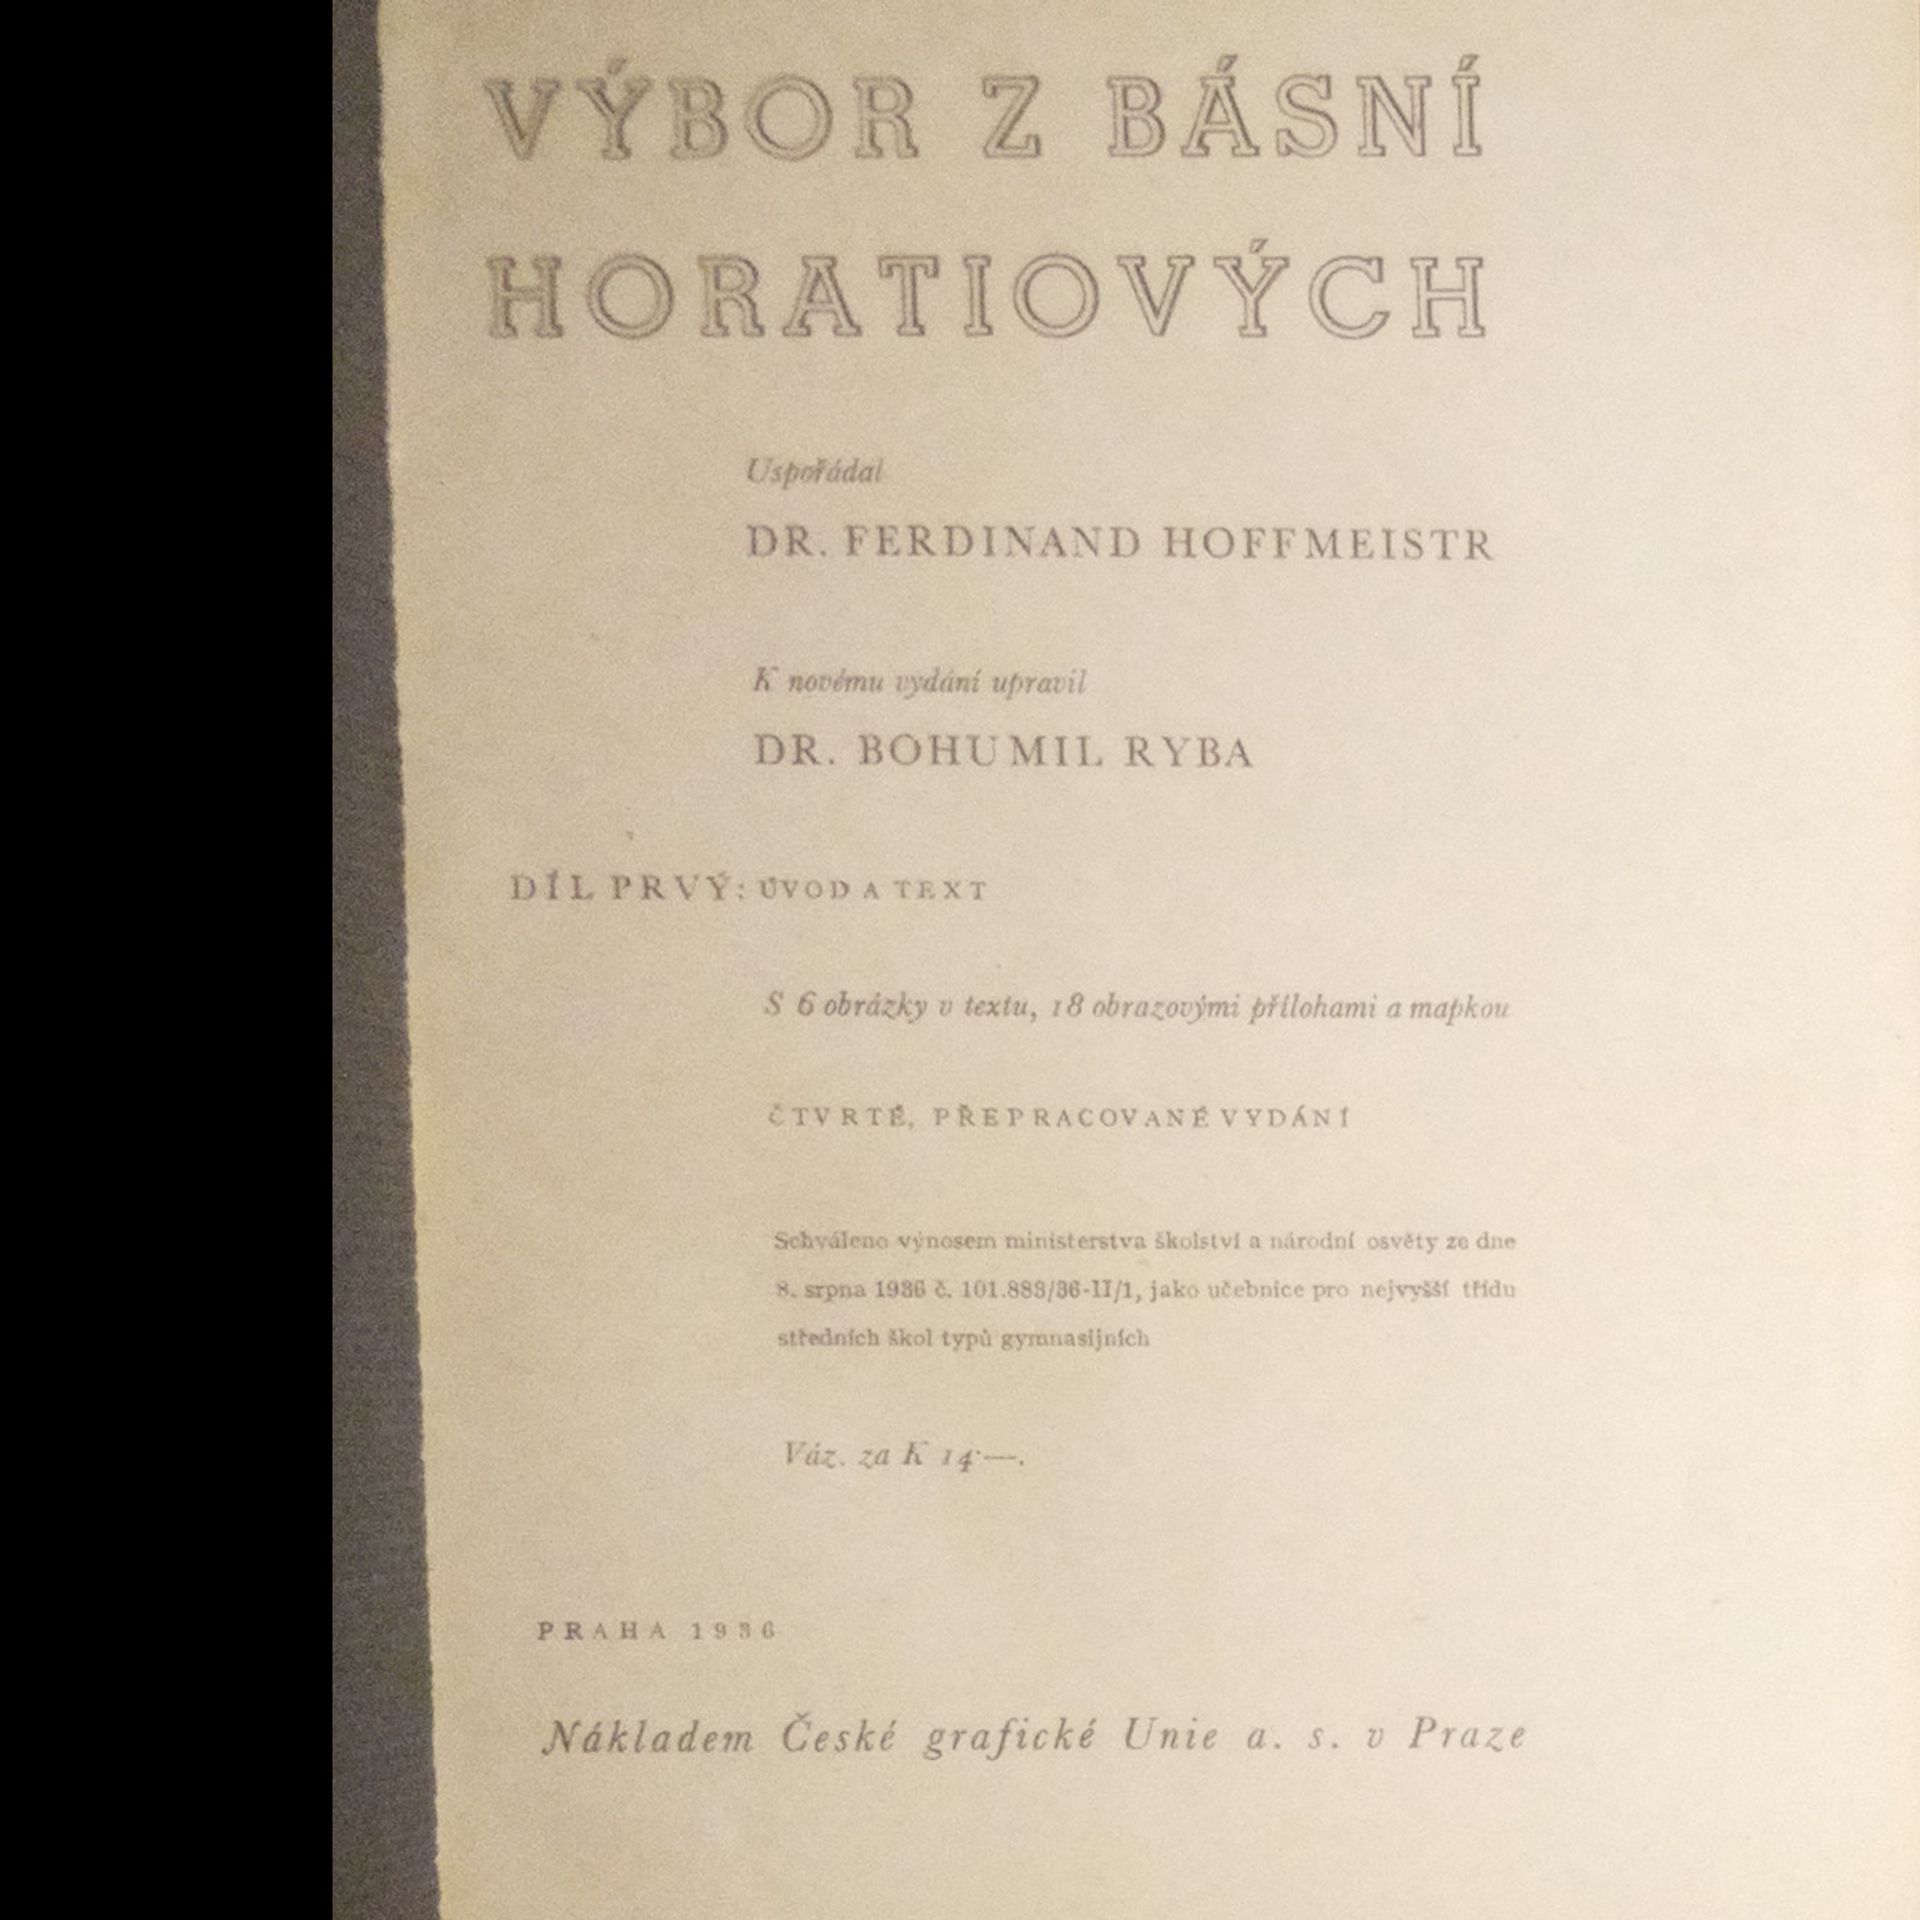 VÝBOR Z BÁSNÍ
HORATIOVÝCH
Uspořádal
DR. FERDINAND HOFFMEISTR
K novému vydání upravil
DR. BOHUMIL RYBA
DÍL PRVÝ: ÚVOD A TEXT
S 6 obrázky v textu, 18 obrazovými přílohami a mapkou
ČTVRTÉ, PŘEPRACOVANÉ VYDÁNÍ
Schváleno výnosem ministerstva školství a národní osvěty ze dne
8. srpna 1936 č. 101.883/36-II/1, jako učebnice pro nejvyšší třídu
středních škol typů gymnasijních
Váz. za K 14·—.
PRAHA 1936
Nákladem České grafické Unie a. s. v Praze